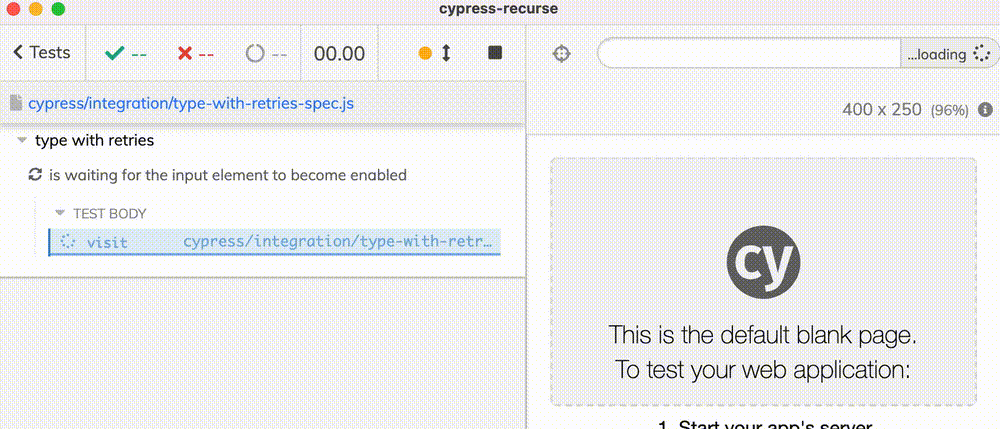 cypress-recurse
Tests -- -- -- 00.00 ...loading
cypress/integration/type-with-retries-spec.js
400 x 250 (96%)
type with retries
is waiting for the input element to become enabled
TEST BODY
visit cypress/integration/type-with-retr...
cy
This is the default blank page.
To test your web application:
1. Start your app's server